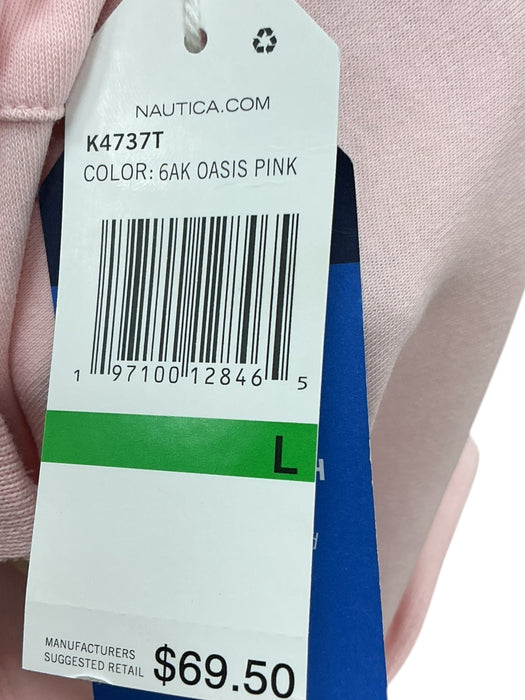 NAUTICA.COM
K4737T
COLOR: 6AK OASIS PINK
1 97100 12846 5
L
MANUFACTURERS
SUGGESTED RETAIL $69.50